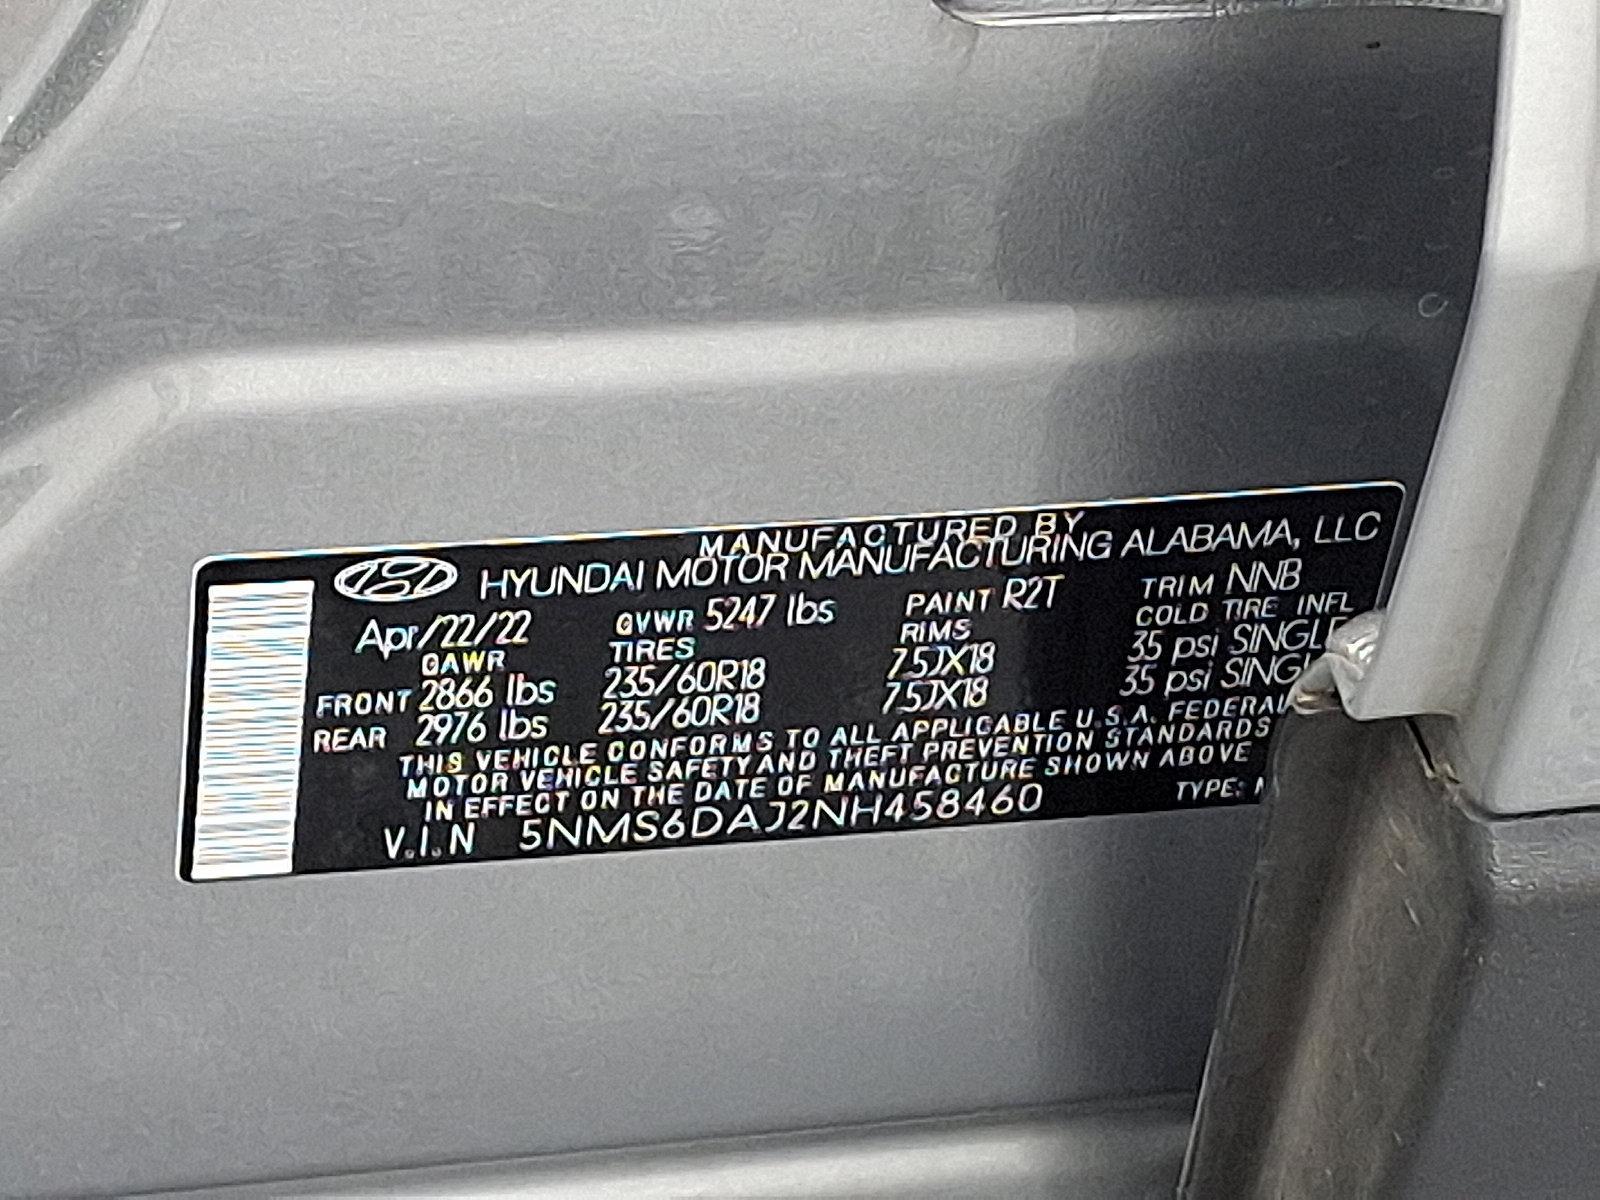 MANUFACTURED BY
HYUNDAI MOTOR MANUFACTURING ALABAMA, LLC
Apr/22/22 GVWR 5247 lbs PAINT R2T TRIM NNB
GAWR TIRES RIMS COLD TIRE INFL
FRONT 2866 lbs 235/60R18 7.5JX18 35 psi SINGLE
REAR 2976 lbs 235/60R18 7.5JX18 35 psi SINGL
THIS VEHICLE CONFORMS TO ALL APPLICABLE U.S.A. FEDERAL
MOTOR VEHICLE SAFETY AND THEFT PREVENTION STANDARDS
IN EFFECT ON THE DATE OF MANUFACTURE SHOWN ABOVE
V.I.N 5NMS6DAJ2NH458460 TYPE: